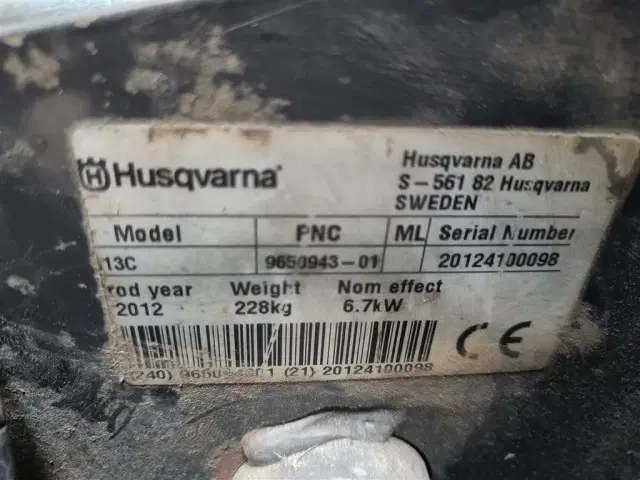 Husqvarna
Husqvarna AB
S-561 82 Husqvarna
SWEDEN
Model PNC ML Serial Number
13C 9650943-01 20124100098
rod year Weight Nom effect
2012 228kg 6.7kW
CE
(21) 20124100098